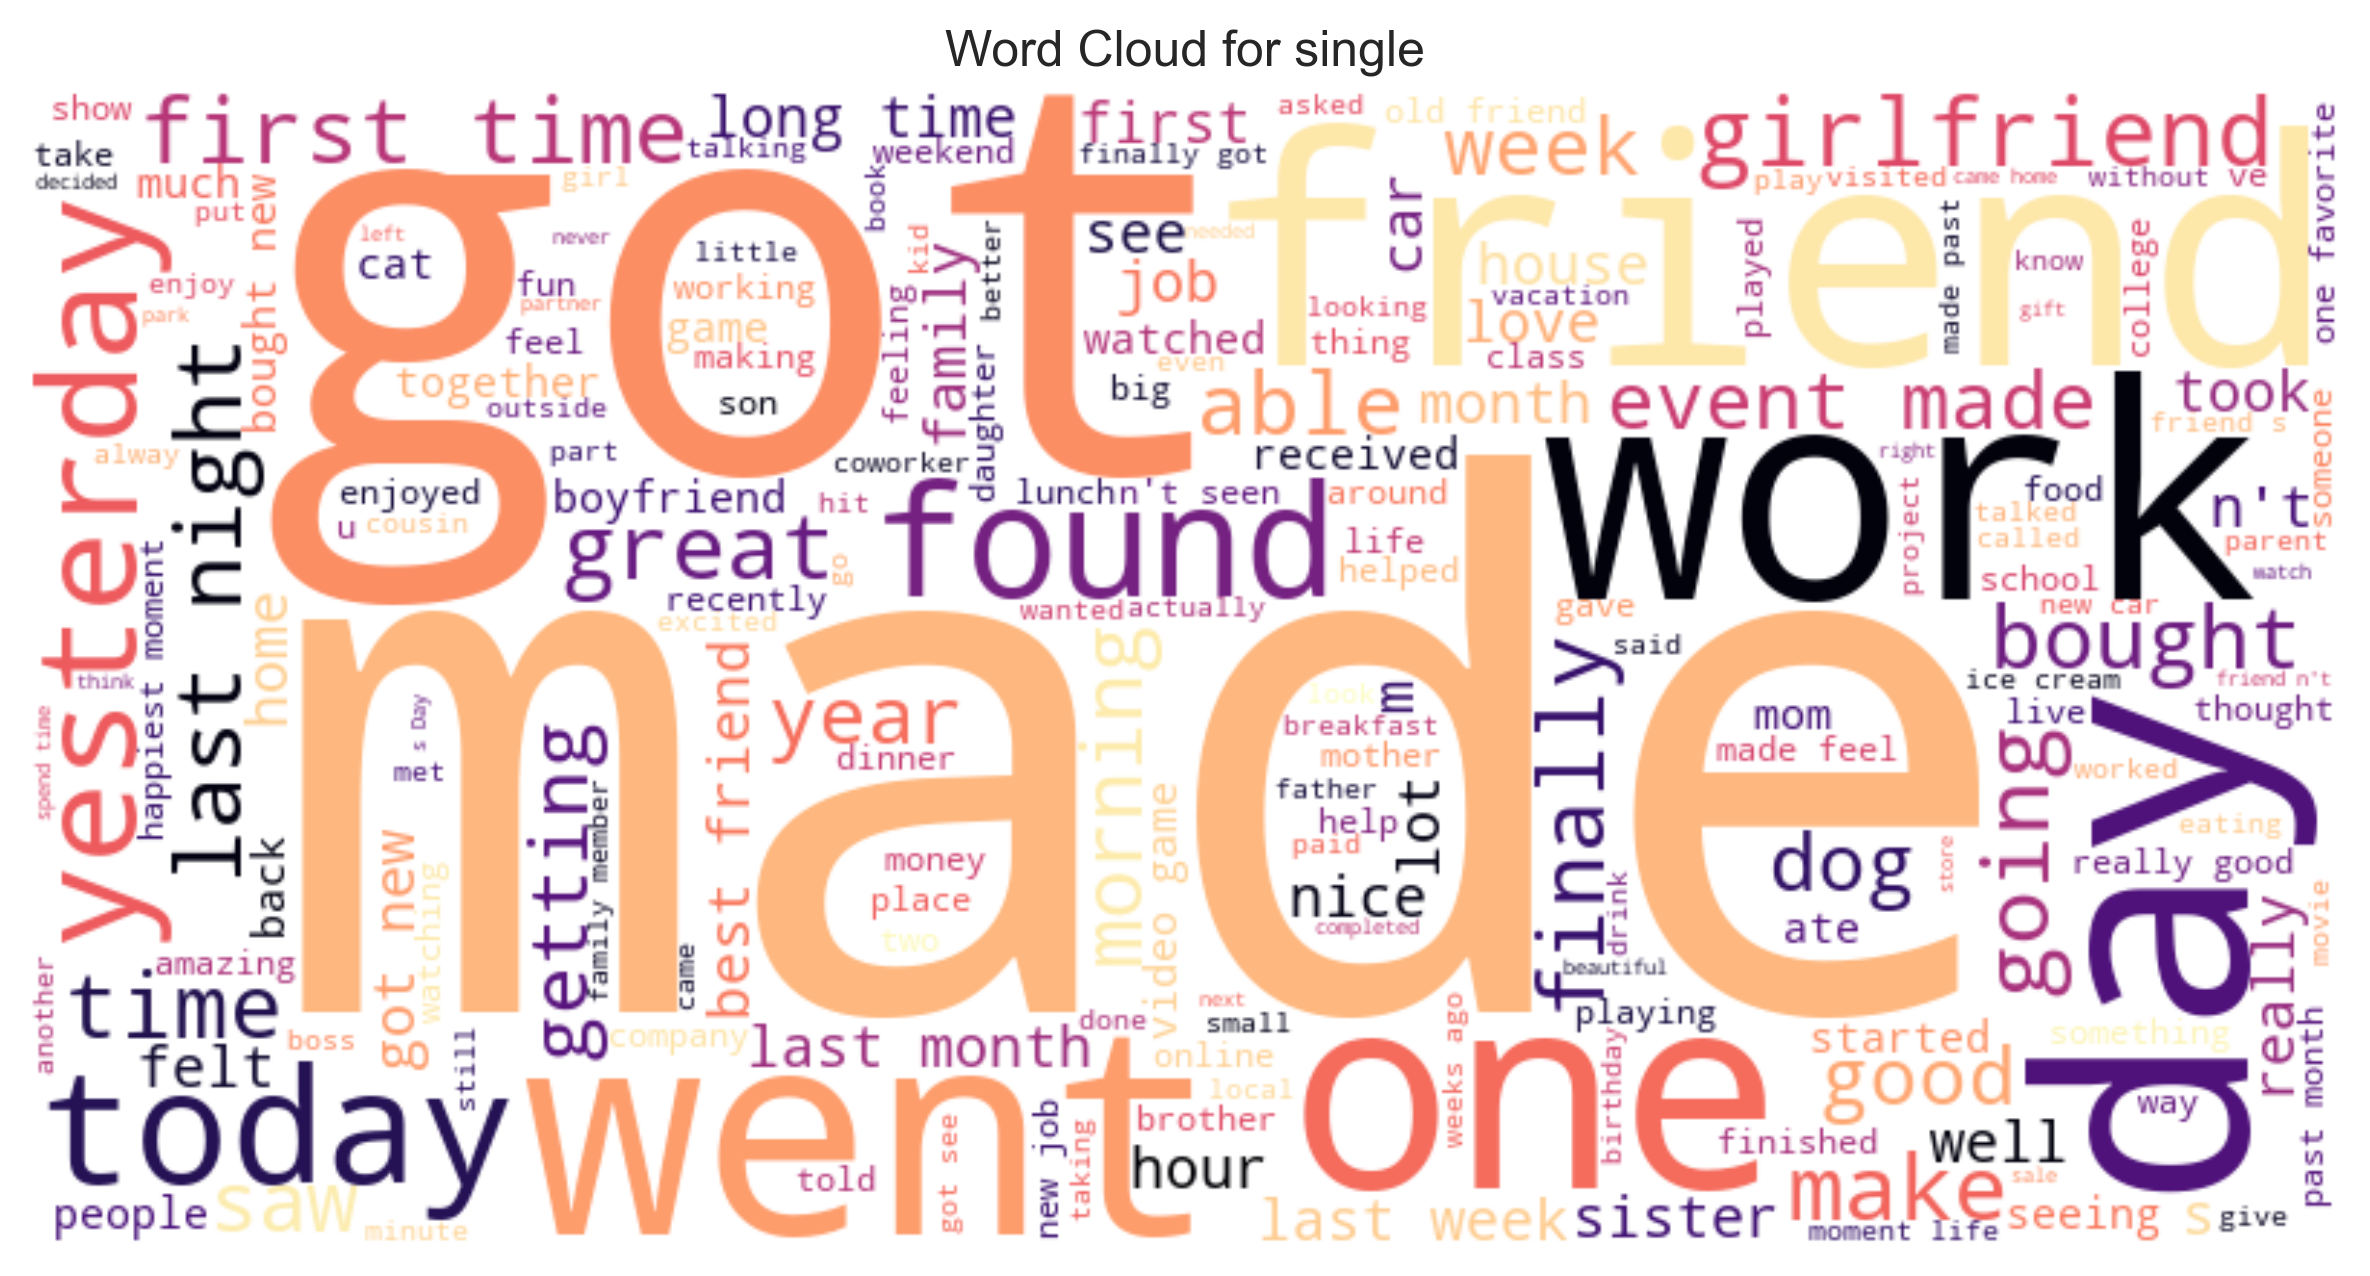 Word Cloud for single
show
first time
long time
first
asked
old friend
week
girlfriend
one favorite
take
decided
much
put
bought new
girl
talking
weekend
book
finally got
play
visited
came home
without ve
yesterday
got
friend
left
cat
never
little
working
game
making
son
fun
partner
feel
together
outside
enjoy
park
feeling
kid
family
better
daughter
see
needed
job
watched
even
big
car
house
vacation
love
class
looking
thing
played
made past
know
gift
college
able
month
event made
took
friend s
someone
last night
alway
part
coworker
received
work
right
enjoyed
u
cousin
boyfriend
hit
lunch
n't seen
around
great
found
life
helped
go
recently
excited
wanted
actually
project
food
talked
called
school
n't
parent
watch
new car
gave
said
bought
happiest moment
home
think
spend time
made
s Day
met
getting
family member
best friend
year
dinner
money
place
two
morning
video game
look
m
breakfast
mother
father
help
lot
paid
nice
completed
finally
drink
beautiful
mom
made feel
dog
ate
store
ice cream
friend n't
live
thought
going
worked
day
eating
really good
really
movie
back
got new
watching
came
amazing
another
time
felt
boss
still
company
last month
done
next
small
online
local
playing
started
good
something
past month
today
went
one
weeks ago
birthday
way
brother
hour
finished
well
told
got see
new job
taking
people
saw
minute
last week
sister
make
sale
moment life
seeing
s
give